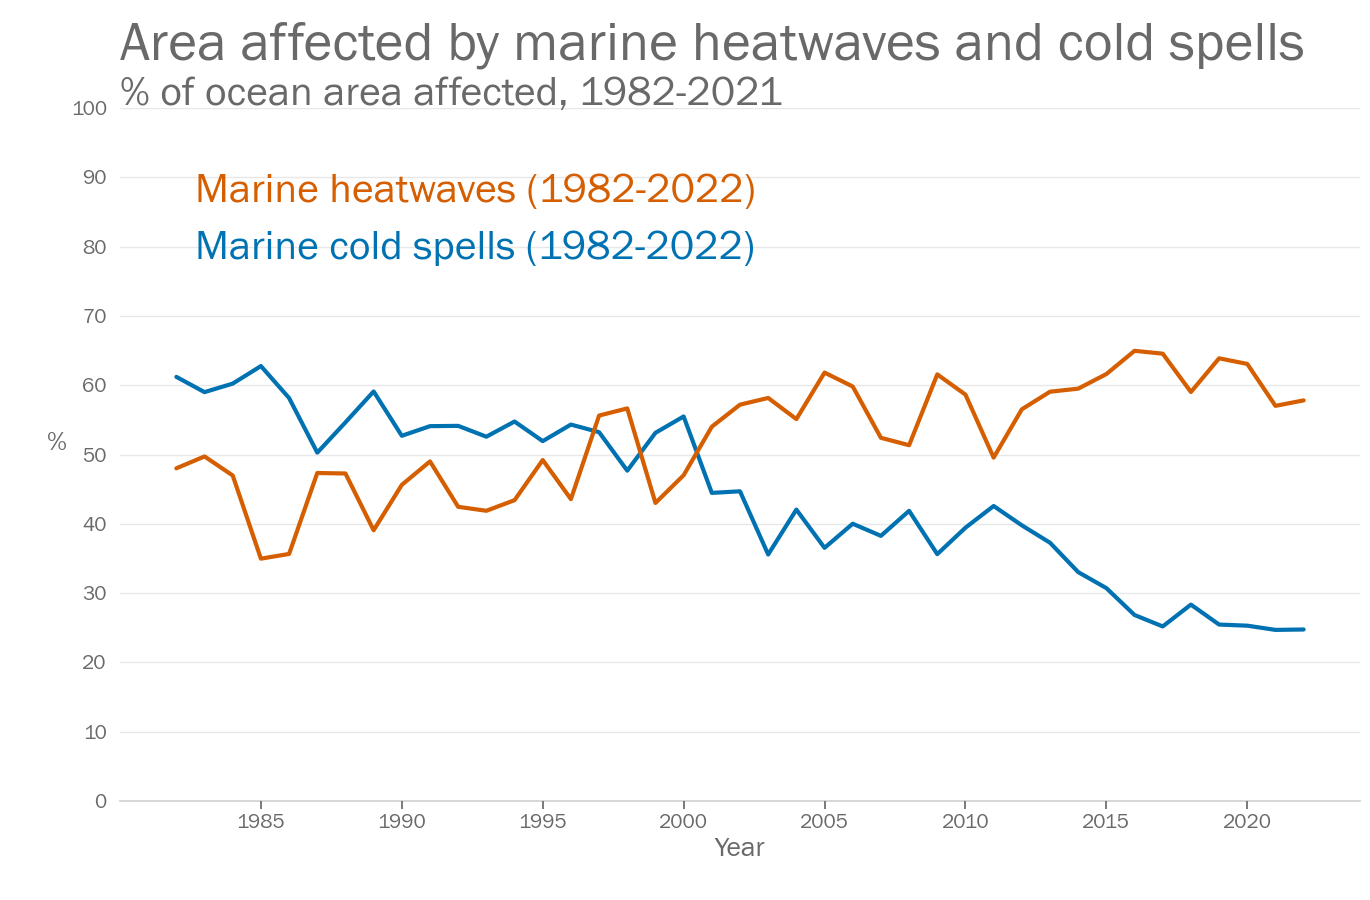 Area affected by marine heatwaves and cold spells
% of ocean area affected, 1982-2021
100
90
Marine heatwaves (1982-2022)
80
Marine cold spells (1982-2022)
70
60
%
50
40
30
20
10
0
1985 1990 1995 2000 2005 2010 2015 2020
Year